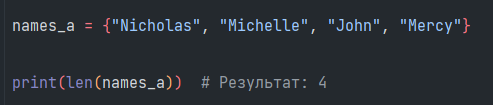 names_a = {"Nicholas", "Michelle", "John", "Mercy"}
print(len(names_a))  # Результат: 4